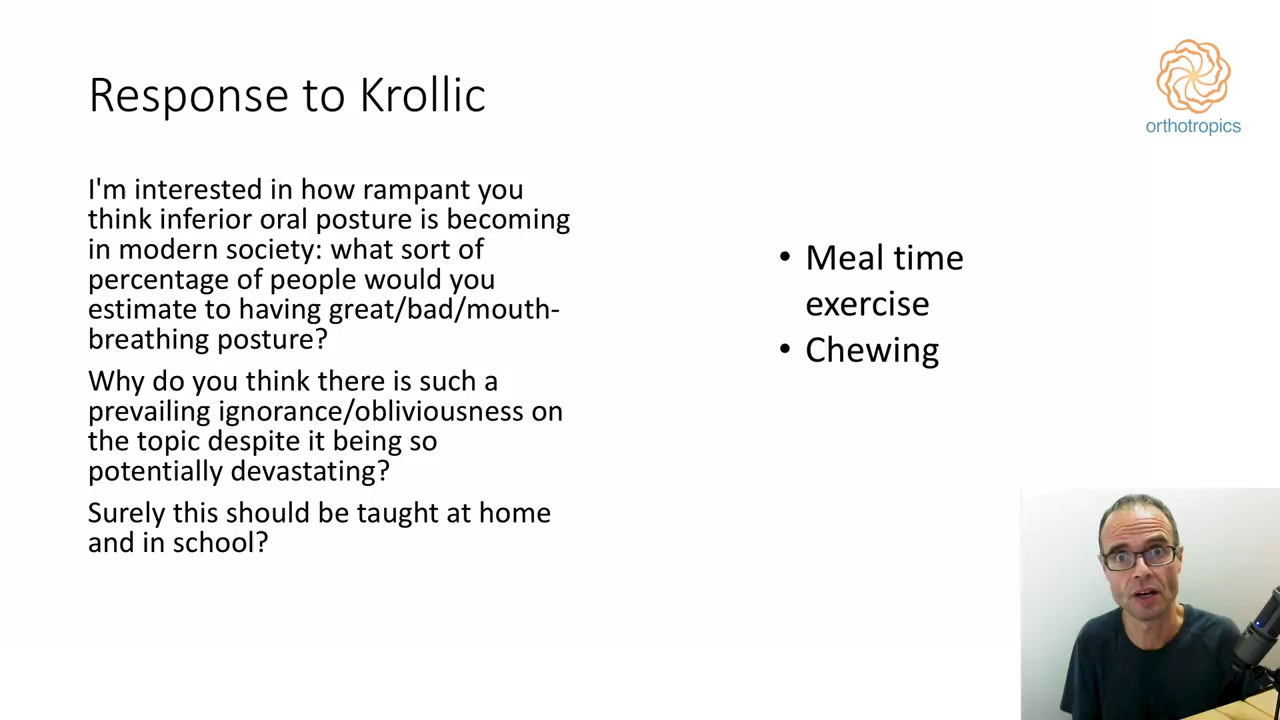 Response to Krollic
orthotropics
I'm interested in how rampant you
think inferior oral posture is becoming
in modern society: what sort of
percentage of people would you
estimate to having great/bad/mouth-
breathing posture?
Why do you think there is such a
prevailing ignorance/obliviousness on
the topic despite it being so
potentially devastating?
Surely this should be taught at home
and in school?
• Meal time
exercise
• Chewing